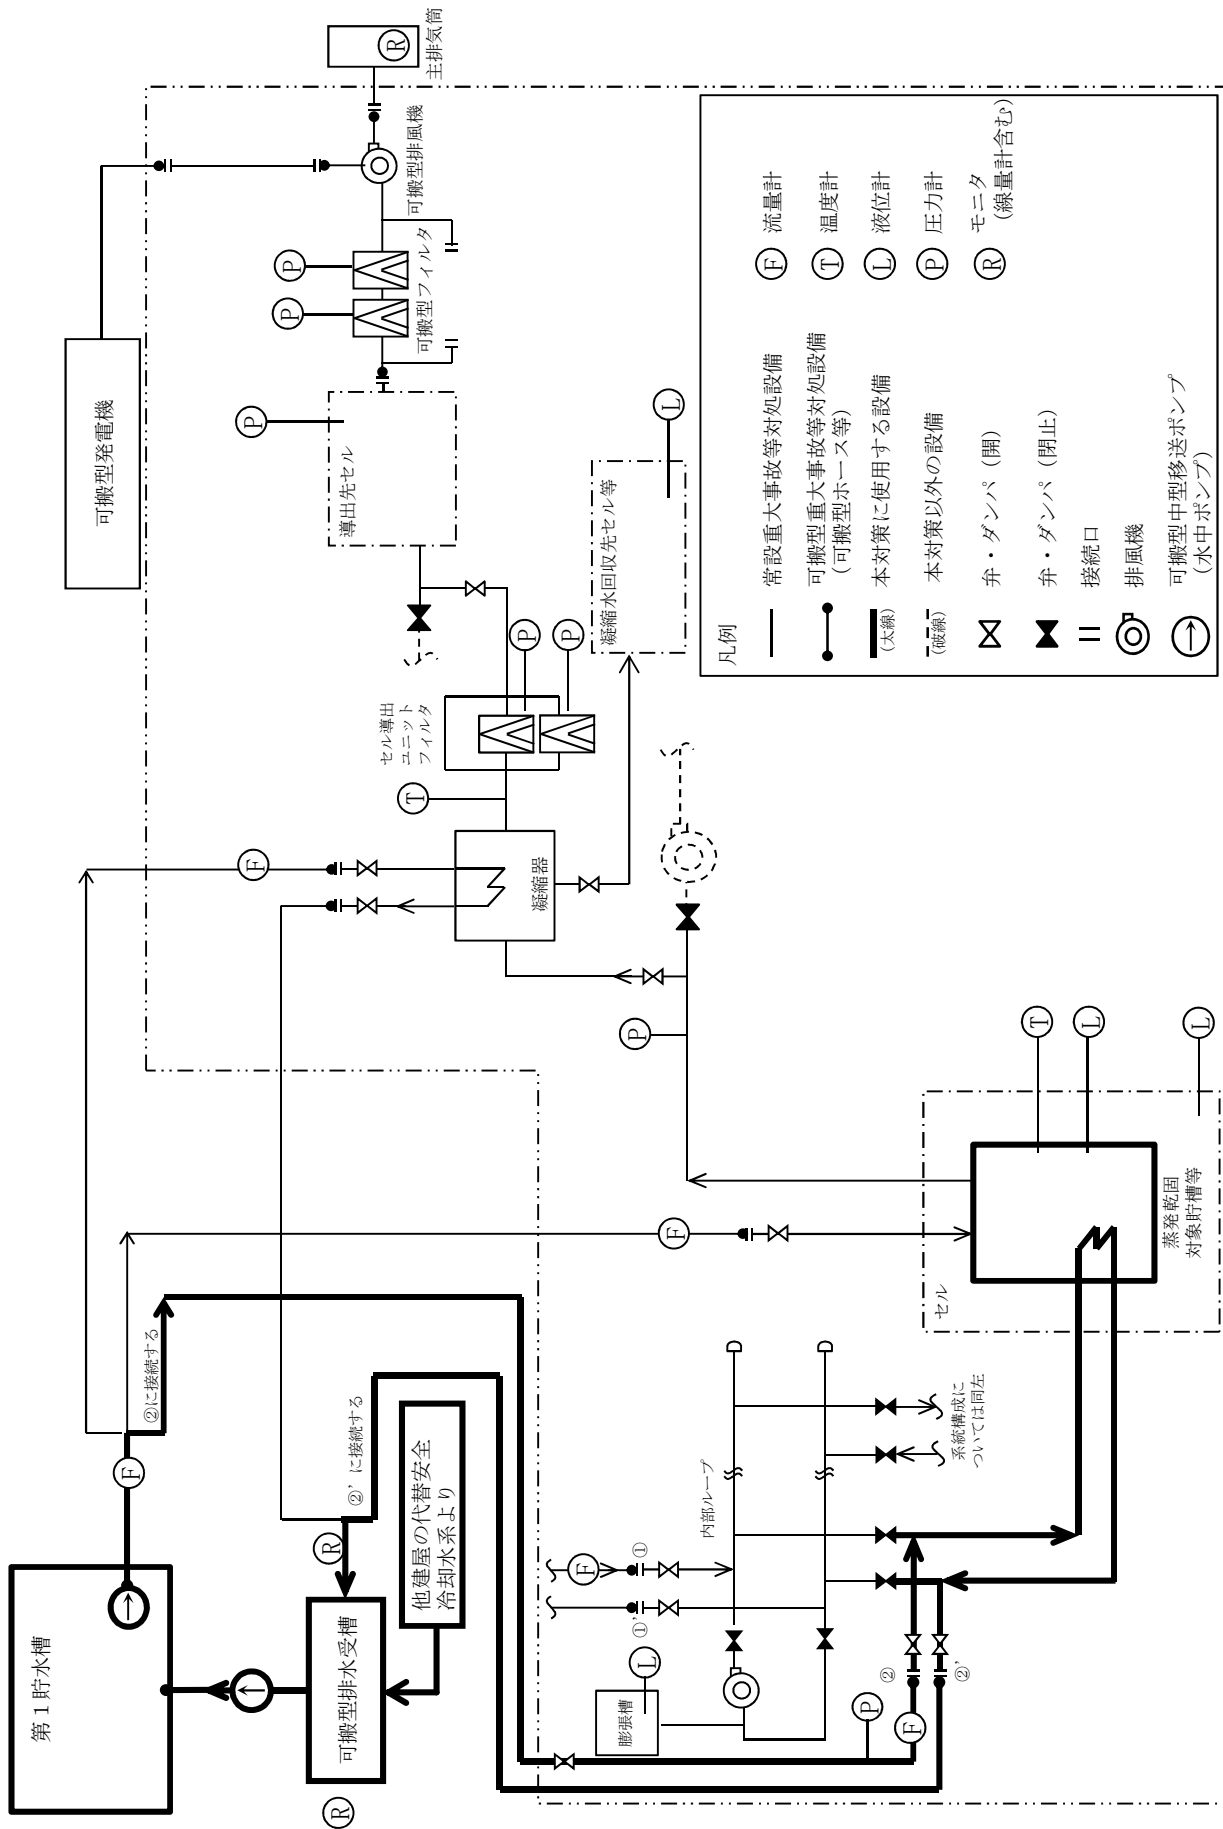 主排気筒
R
可搬型排風機
可搬型フィルタ
P
P
可搬型発電機
P
導出先セル
L
凝縮水回収先セル等
P
P
セル導出
ユニット
フィルタ
T
F
凝縮器
P
T
L
L
蒸発乾固
対象貯槽等
セル
F
②に接続する
②’に接続する
F
R
第1貯水槽
可搬型排水受槽
R
他建屋の代替安全
冷却水系より
内部ループ
系統構成に
ついては同左
F
①
①’
L
膨張槽
②
②’
P
F
凡例
常設重大事故等対処設備
可搬型重大事故等対処設備
(可搬型ホース等)
(太線)
本対策に使用する設備
(破線)
本対策以外の設備
弁・ダンパ(開)
弁・ダンパ(閉止)
接続口
排風機
可搬型中型移送ポンプ
(水中ポンプ)
F 流量計
T 温度計
L 液位計
P 圧力計
R モニタ
(線量計含む)